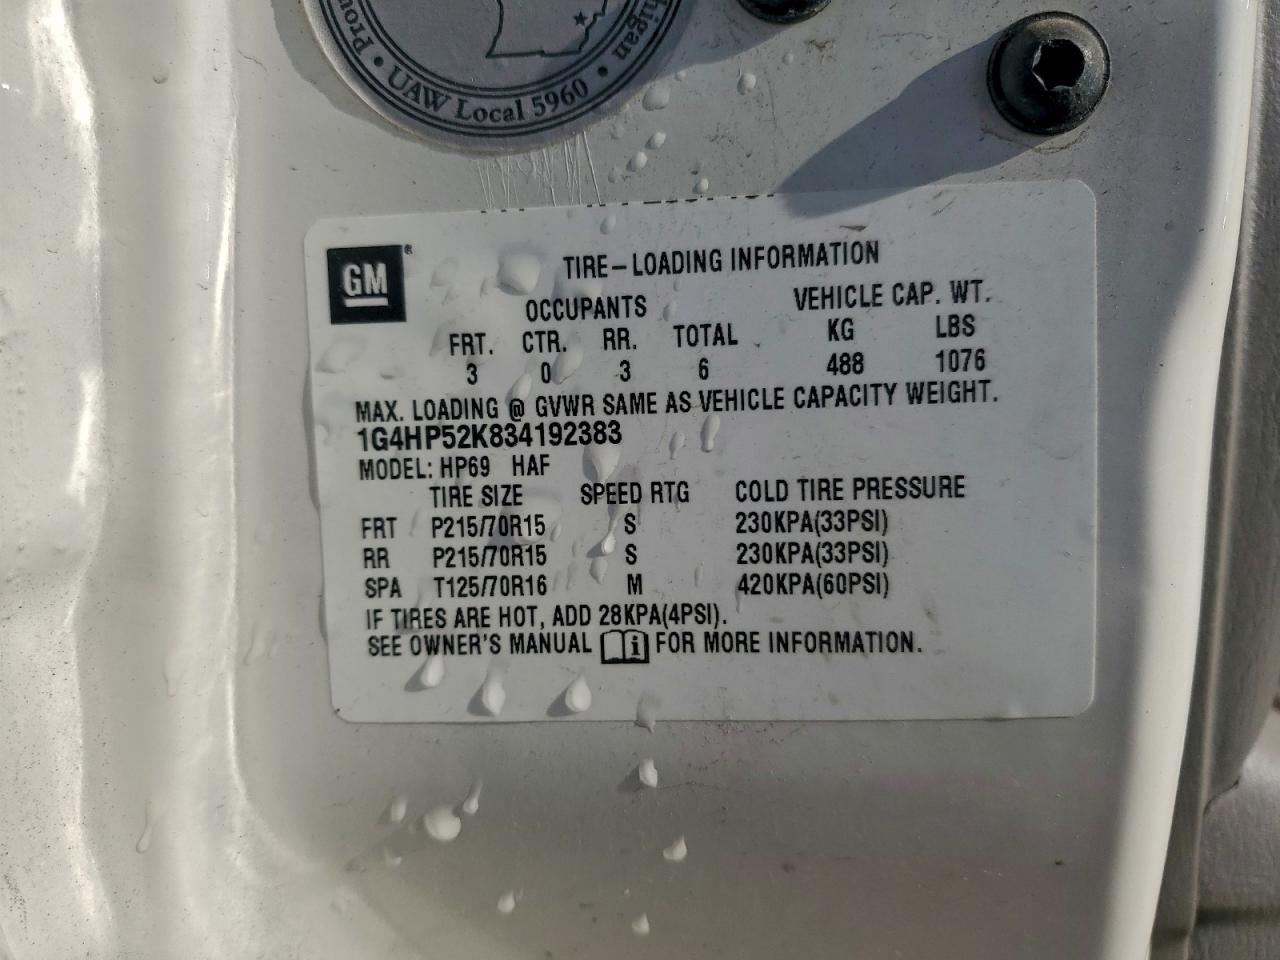 Prou
higan
• UAW Local 5960 •
GM®
TIRE–LOADING INFORMATION
OCCUPANTS VEHICLE CAP. WT.
FRT. CTR. RR. TOTAL KG LBS
3 0 3 6 488 1076
MAX. LOADING @ GVWR SAME AS VEHICLE CAPACITY WEIGHT.
1G4HP52K834192383
MODEL: HP69 HAF
TIRE SIZE SPEED RTG COLD TIRE PRESSURE
FRT P215/70R15 S 230KPA(33PSI)
RR P215/70R15 S 230KPA(33PSI)
SPA T125/70R16 M 420KPA(60PSI)
IF TIRES ARE HOT, ADD 28KPA(4PSI).
SEE OWNER'S MANUAL i FOR MORE INFORMATION.